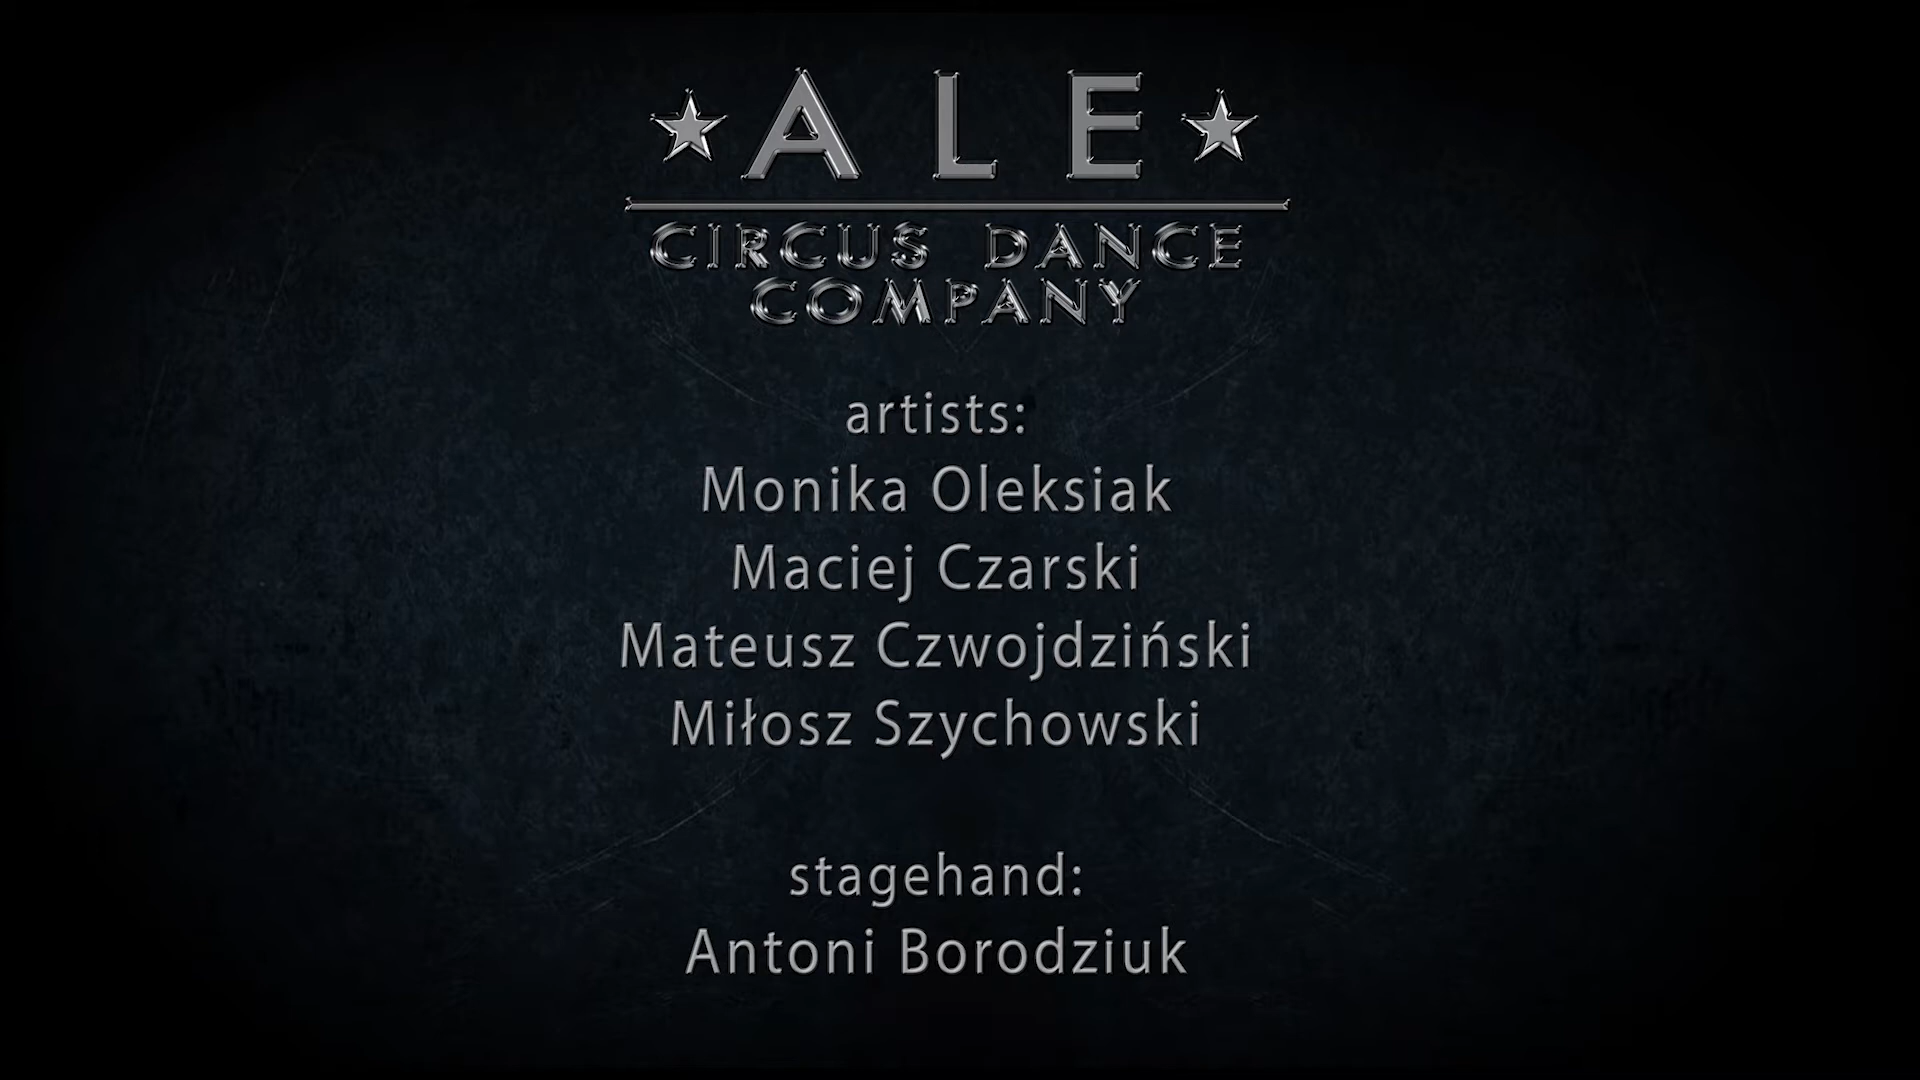 ALE
CIRCUS DANCE
COMPANY
artists:
Monika Oleksiak
Maciej Czarski
Mateusz Czwojdziński
Miłosz Szychowski
stagehand:
Antoni Borodziuk